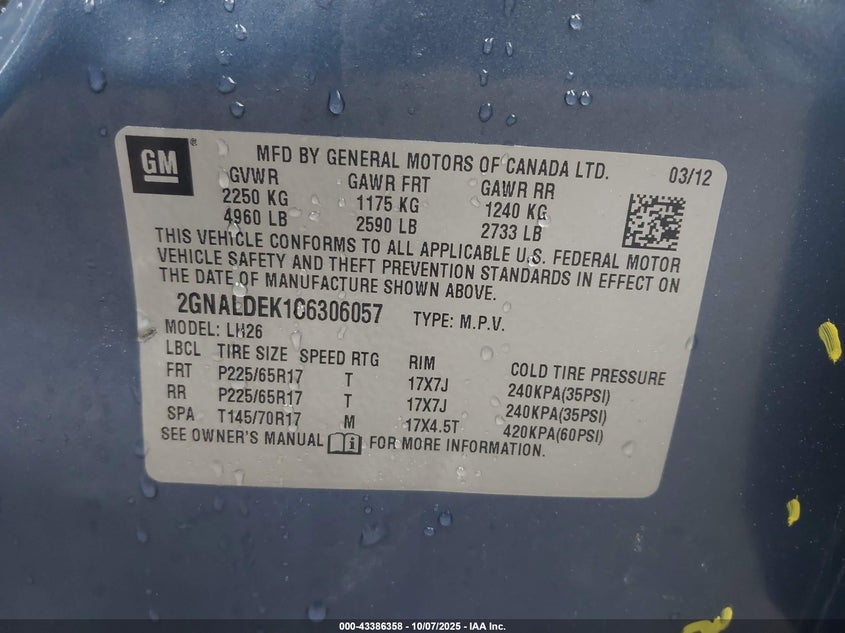 GM ®
MFD BY GENERAL MOTORS OF CANADA LTD. 03/12
GVWR GAWR FRT GAWR RR
2250 KG 1175 KG 1240 KG
4960 LB 2590 LB 2733 LB
THIS VEHICLE CONFORMS TO ALL APPLICABLE U.S. FEDERAL MOTOR
VEHICLE SAFETY AND THEFT PREVENTION STANDARDS IN EFFECT ON
THE DATE OF MANUFACTURE SHOWN ABOVE.
2GNALDEK1C6306057 TYPE: M.P.V.
MODEL: LH26
LBCL TIRE SIZE SPEED RTG RIM COLD TIRE PRESSURE
FRT P225/65R17 T 17X7J 240KPA(35PSI)
RR P225/65R17 T 17X7J 240KPA(35PSI)
SPA T145/70R17 M 17X4.5T 420KPA(60PSI)
SEE OWNER'S MANUAL i FOR MORE INFORMATION.
000-43386358 - 10/07/2025 - IAA Inc.